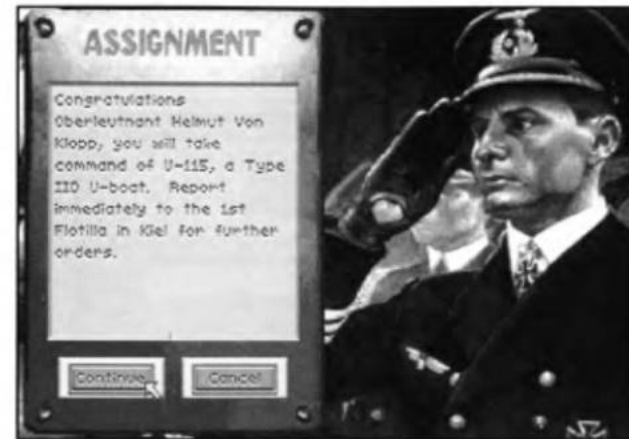 ASSIGNMENT
Congratulations
Oberleutnant Helmut Von
Klopp, you will take
command of U-115, a Type
IID U-boat. Report
immediately to the 1st
Flotilla in Kiel for further
orders.
Continue
Cancel